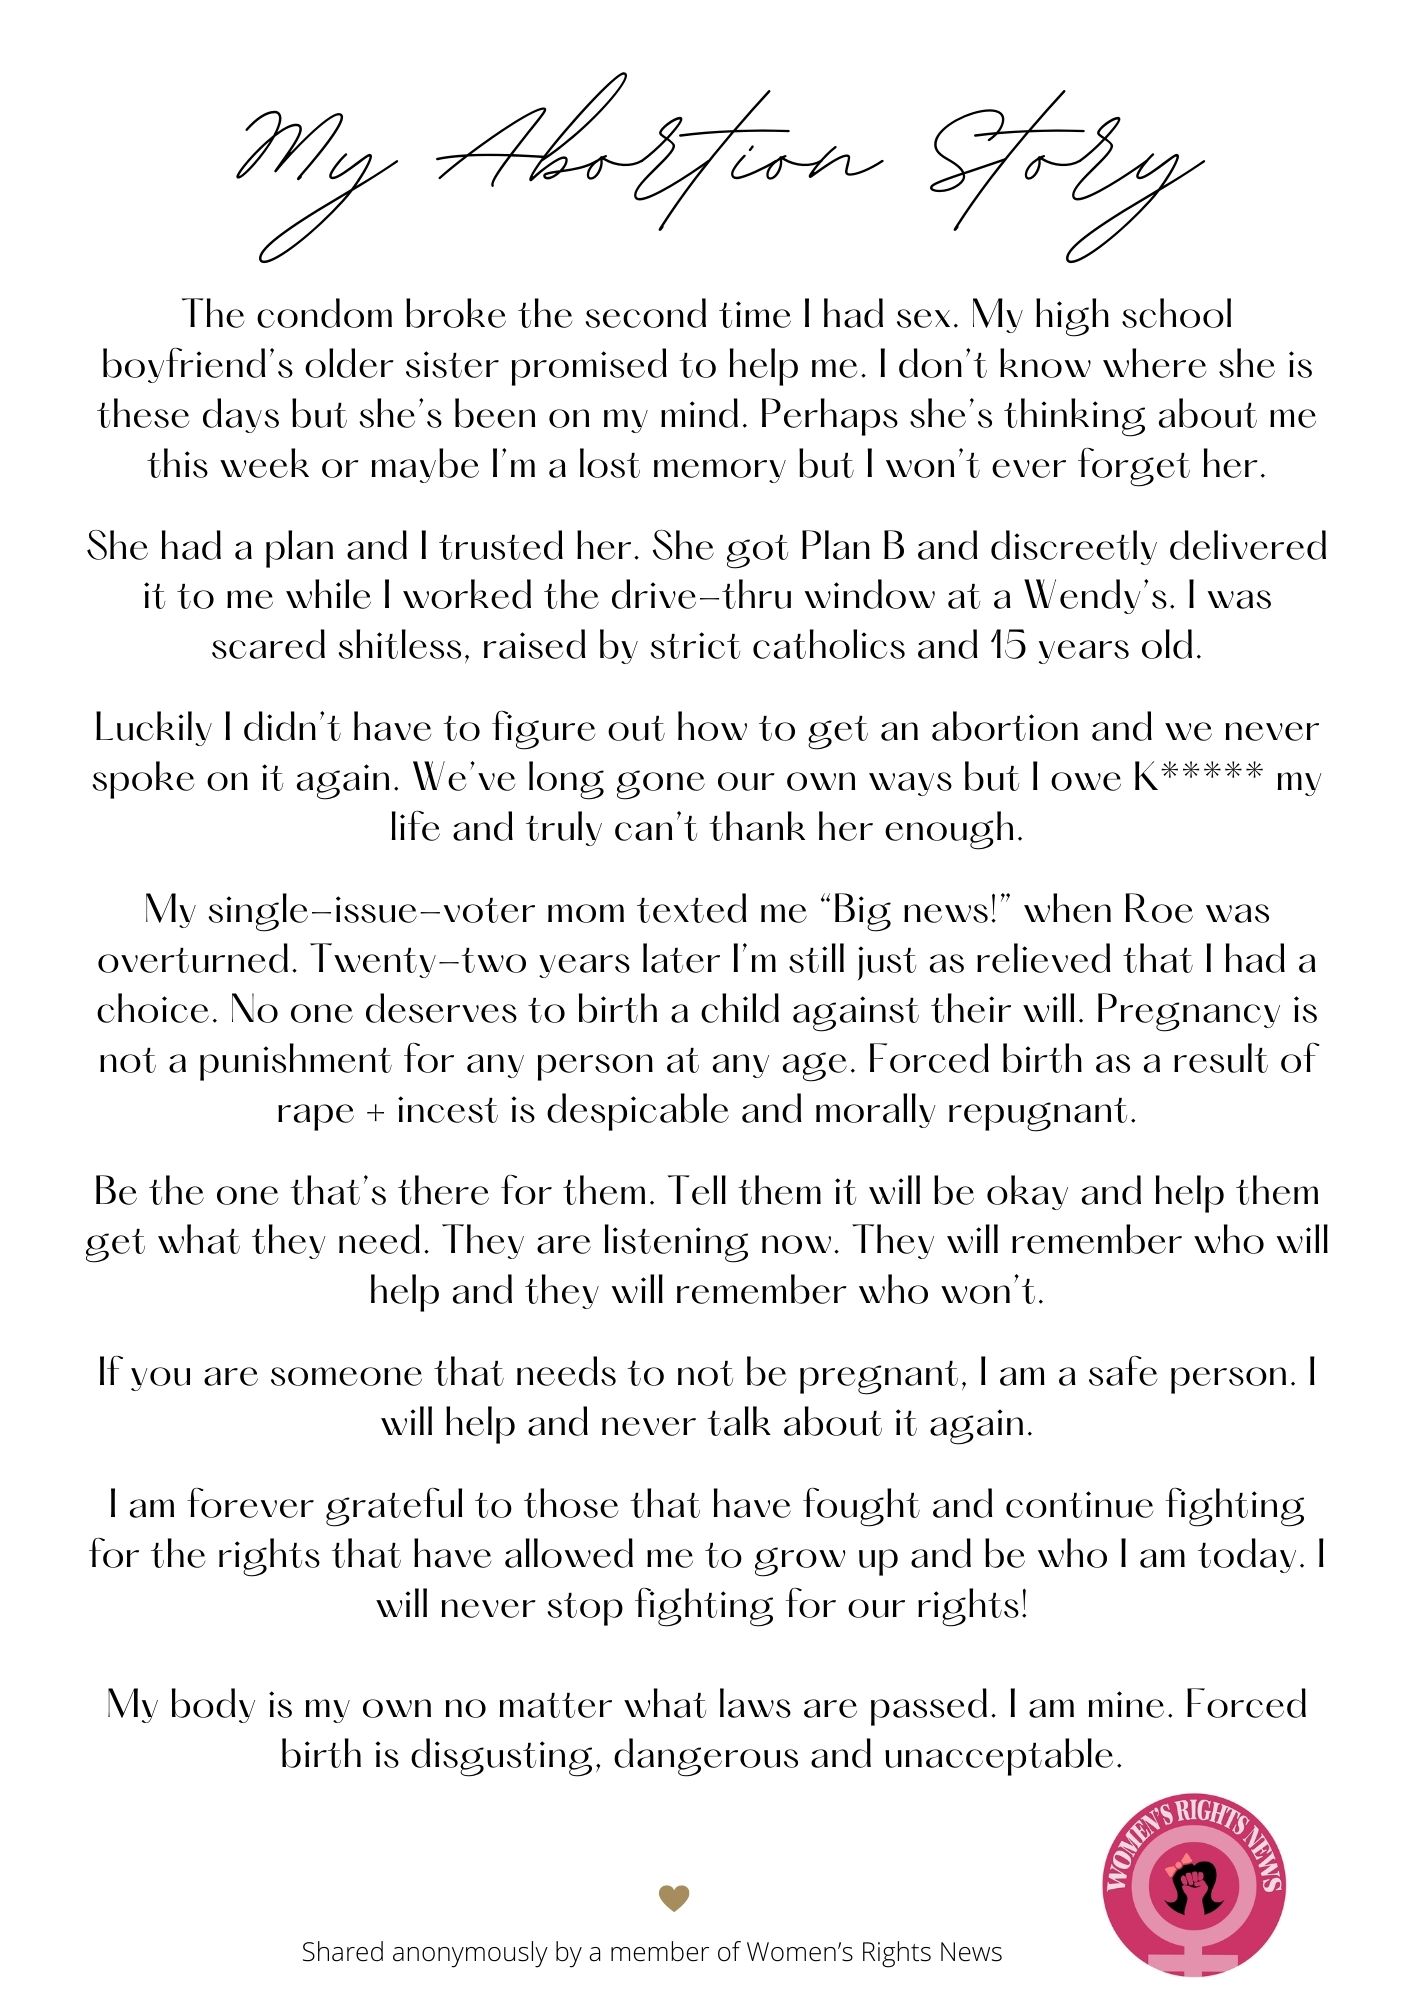 My Abortion Story
The condom broke the second time I had sex. My high school
boyfriend's older sister promised to help me. I don't know where she is
these days but she's been on my mind. Perhaps she's thinking about me
this week or maybe I'm a lost memory but I won't ever forget her.
She had a plan and I trusted her. She got Plan B and discreetly delivered
it to me while I worked the drive-thru window at a Wendy's. I was
scared shitless, raised by strict catholics and 15 years old.
Luckily I didn't have to figure out how to get an abortion and we never
spoke on it again. We've long gone our own ways but I owe K***** my
life and truly can't thank her enough.
My single-issue-voter mom texted me “Big news!” when Roe was
overturned. Twenty-two years later I'm still just as relieved that I had a
choice. No one deserves to birth a child against their will. Pregnancy is
not a punishment for any person at any age. Forced birth as a result of
rape + incest is despicable and morally repugnant.
Be the one that's there for them. Tell them it will be okay and help them
get what they need. They are listening now. They will remember who will
help and they will remember who won't.
If you are someone that needs to not be pregnant, I am a safe person. I
will help and never talk about it again.
I am forever grateful to those that have fought and continue fighting
for the rights that have allowed me to grow up and be who I am today. I
will never stop fighting for our rights!
My body is my own no matter what laws are passed. I am mine. Forced
birth is disgusting, dangerous and unacceptable.
WOMEN'S RIGHTS NEWS
Shared anonymously by a member of Women's Rights News